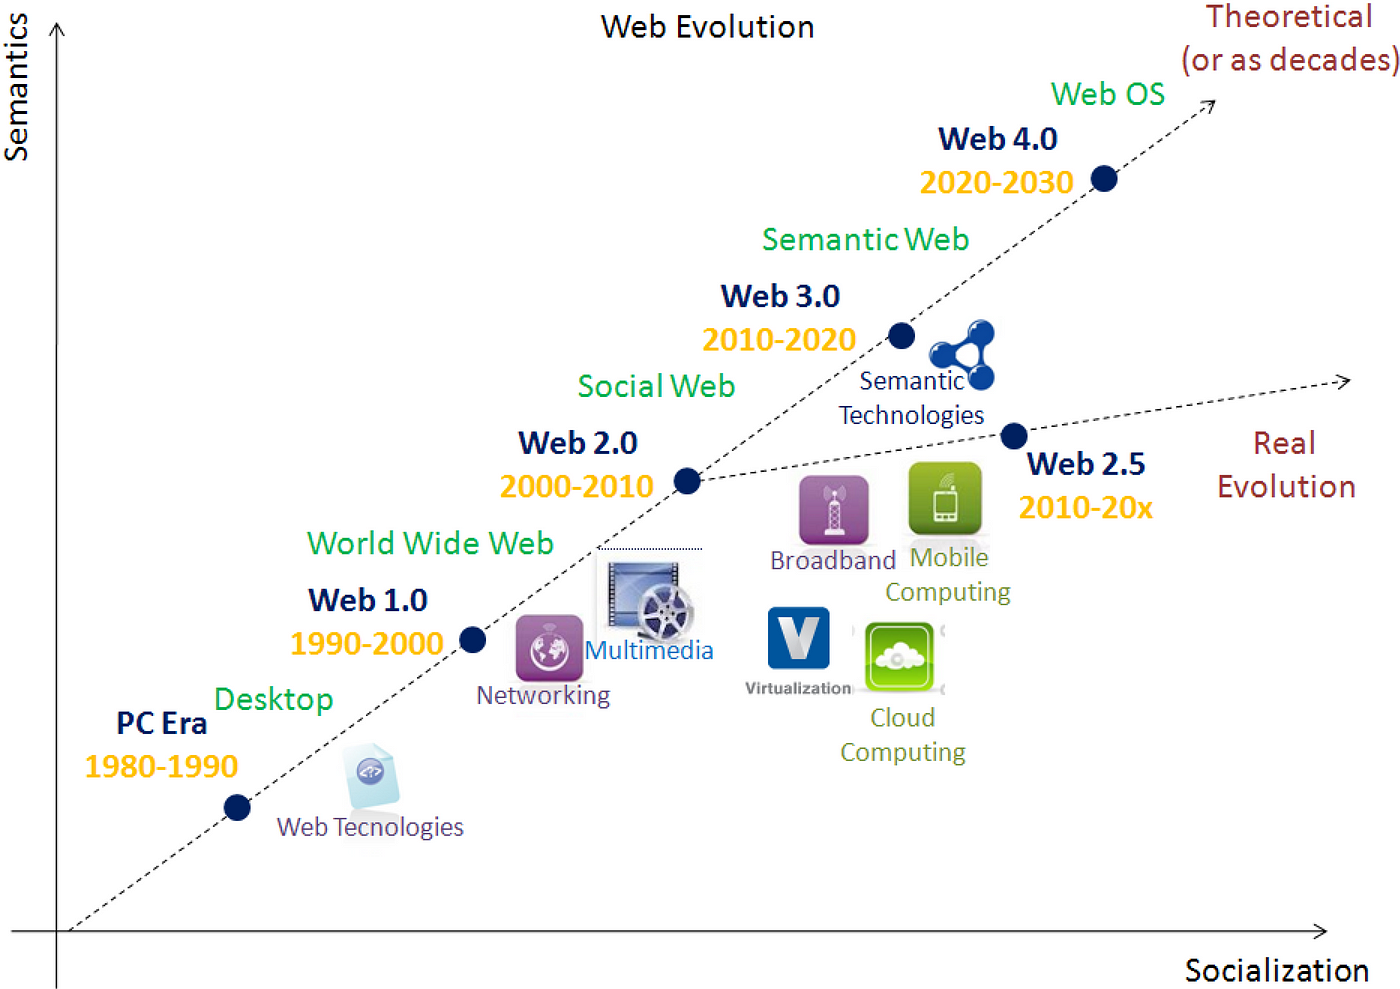 Web Evolution
Theoretical
(or as decades)
Semantics
Web OS
Web 4.0
2020-2030
Semantic Web
Web 3.0
2010-2020
Semantic
Technologies
Social Web
Web 2.0
2000-2010
Web 2.5
2010-20x
Real
Evolution
Broadband
Mobile
Computing
World Wide Web
Web 1.0
1990-2000
Multimedia
Networking
V
Virtualization
Cloud
Computing
Desktop
PC Era
1980-1990
<?>
Web Tecnologies
Socialization